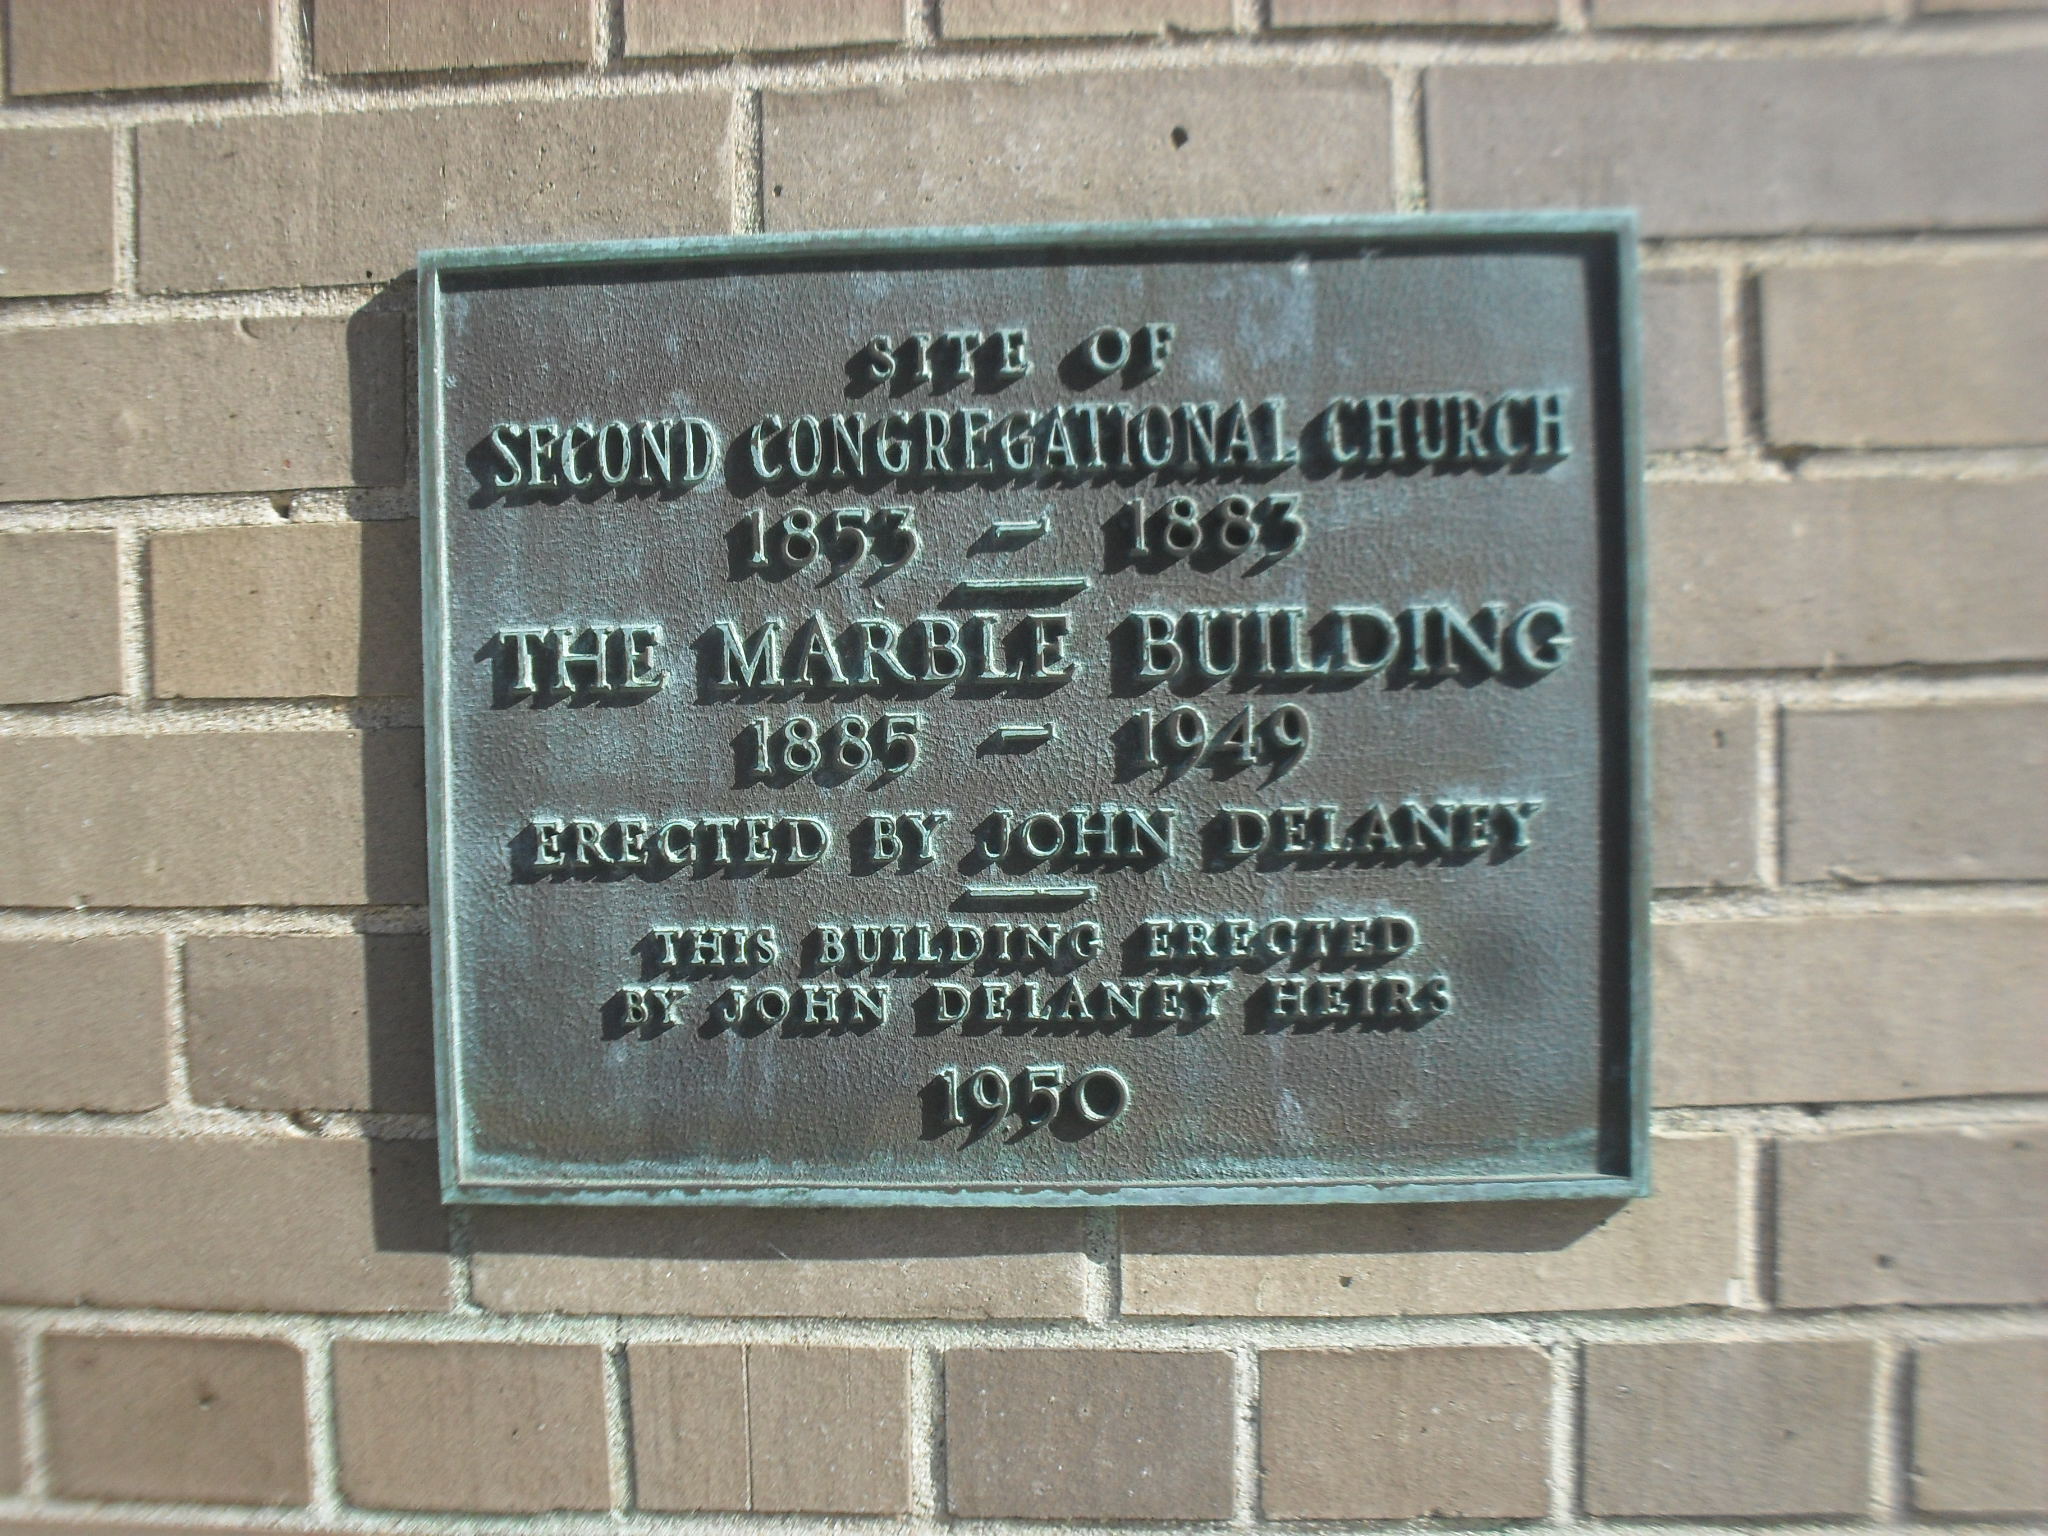 SITE OF
SECOND CONGREGATIONAL CHURCH
1853 - 1883
THE MARBLE BUILDING
1885 - 1949
ERECTED BY JOHN DELANEY
THIS BUILDING ERECTED
BY JOHN DELANEY HEIRS
1950